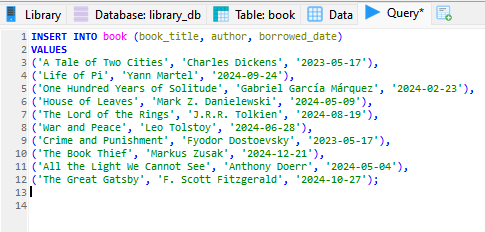 Library Database: library_db Table: book Data Query*
1 INSERT INTO book (book_title, author, borrowed_date)
2 VALUES
3 ('A Tale of Two Cities', 'Charles Dickens', '2023-05-17'),
4 ('Life of Pi', 'Yann Martel', '2024-09-24'),
5 ('One Hundred Years of Solitude', 'Gabriel García Márquez', '2024-02-23'),
6 ('House of Leaves', 'Mark Z. Danielewski', '2024-05-09'),
7 ('The Lord of the Rings', 'J.R.R. Tolkien', '2024-08-19'),
8 ('War and Peace', 'Leo Tolstoy', '2024-06-28'),
9 ('Crime and Punishment', 'Fyodor Dostoevsky', '2023-05-17'),
10 ('The Book Thief', 'Markus Zusak', '2024-12-21'),
11 ('All the Light We Cannot See', 'Anthony Doerr', '2024-05-04'),
12 ('The Great Gatsby', 'F. Scott Fitzgerald', '2024-10-27');
13
14